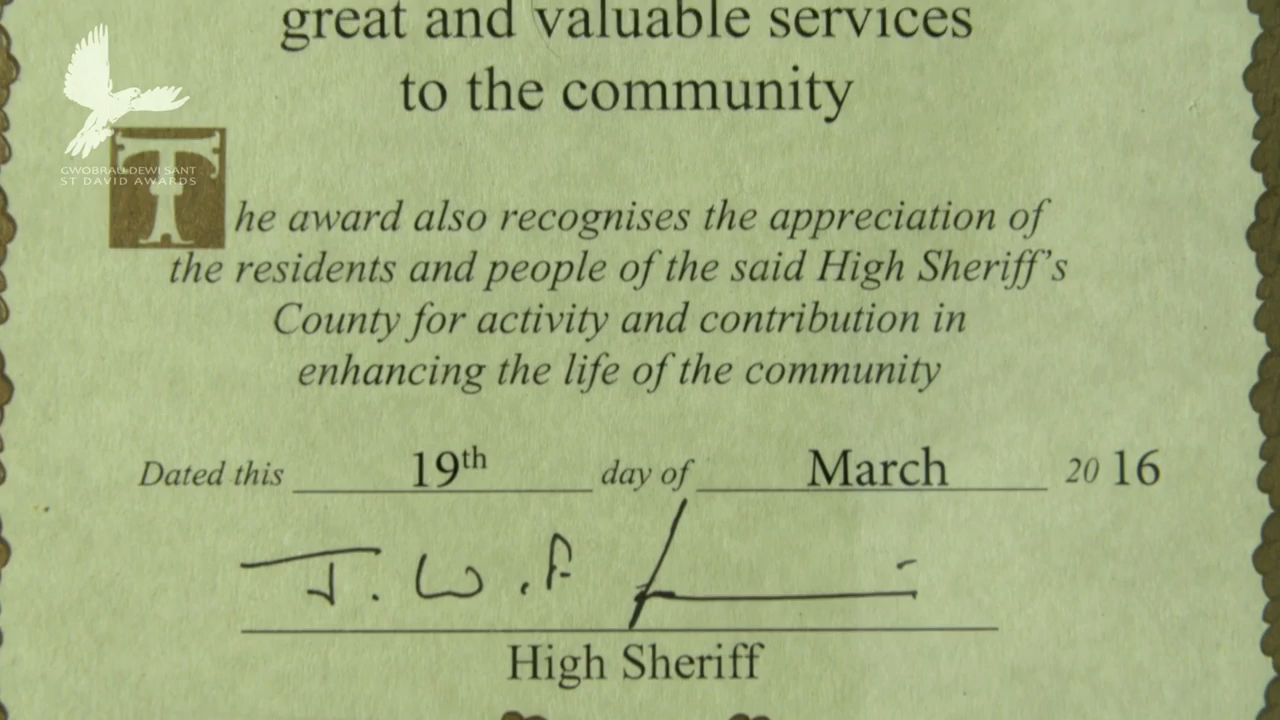 great and valuable services
to the community
GWOBRAU DEWI SANT
ST DAVID AWARDS
The award also recognises the appreciation of
the residents and people of the said High Sheriff's
County for activity and contribution in
enhancing the life of the community
Dated this 19th day of March 2016
J. W. A
High Sheriff